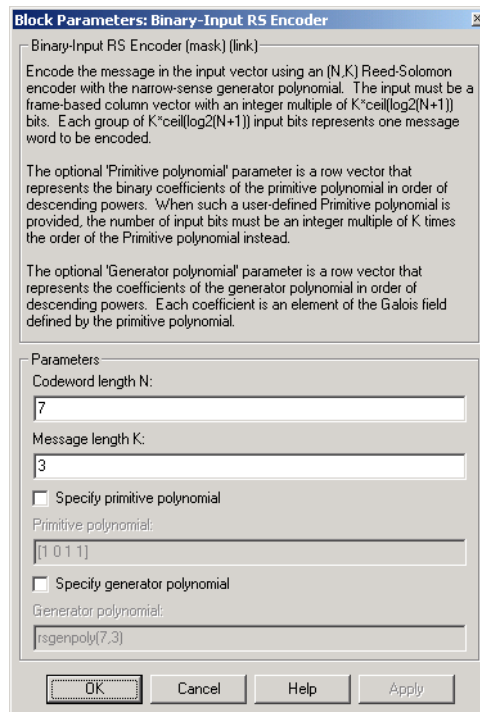 Block Parameters: Binary-Input RS Encoder
Binary-Input RS Encoder (mask) (link)
Encode the message in the input vector using an (N,K) Reed-Solomon
encoder with the narrow-sense generator polynomial. The input must be a
frame-based column vector with an integer multiple of K*ceil(log2(N+1))
bits. Each group of K*ceil(log2(N+1)) input bits represents one message
word to be encoded.
The optional 'Primitive polynomial' parameter is a row vector that
represents the binary coefficients of the primitive polynomial in order of
descending powers. When such a user-defined Primitive polynomial is
provided, the number of input bits must be an integer multiple of K times
the order of the Primitive polynomial instead.
The optional 'Generator polynomial' parameter is a row vector that
represents the coefficients of the generator polynomial in order of
descending powers. Each coefficient is an element of the Galois field
defined by the primitive polynomial.
Parameters
Codeword length N:
7
Message length K:
3
Specify primitive polynomial
Primitive polynomial:
[1 0 1 1]
Specify generator polynomial
Generator polynomial:
rsgenpoly(7,3)
OK Cancel Help Apply